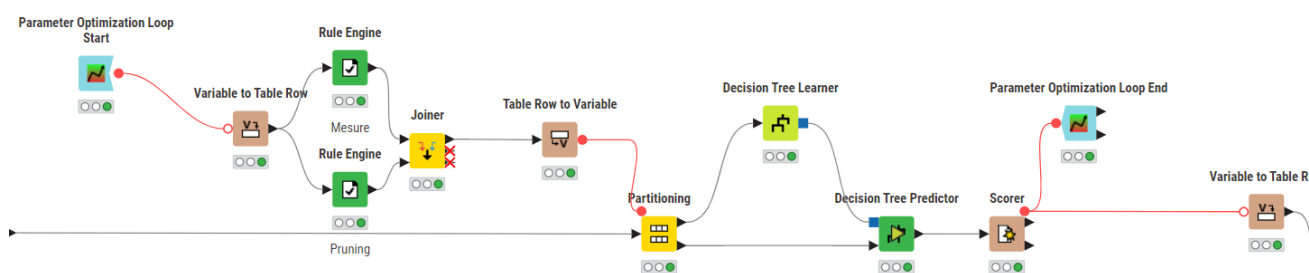 Parameter Optimization Loop
Start
Rule Engine
Variable to Table Row
Mesure
Rule Engine
Pruning
Joiner
Table Row to Variable
Partitioning
Decision Tree Learner
Decision Tree Predictor
Scorer
Parameter Optimization Loop End
Variable to Table R